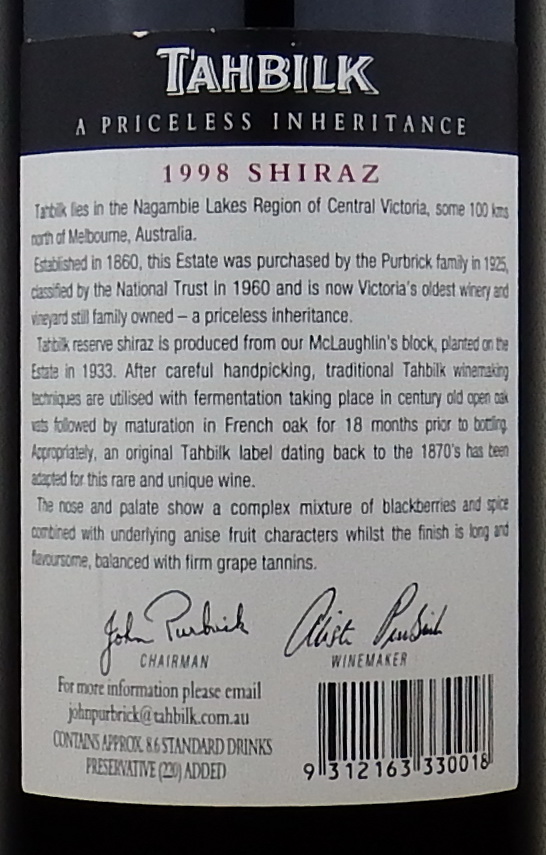 TAHBILK
A PRICELESS INHERITANCE
1998 SHIRAZ
Tahbilk lies in the Nagambie Lakes Region of Central Victoria, some 100 kms
north of Melbourne, Australia.
Established in 1860, this Estate was purchased by the Purbrick family in 1925,
classified by the National Trust in 1960 and is now Victoria's oldest winery and
vineyard still family owned – a priceless inheritance.
Tahbilk reserve shiraz is produced from our McLaughlin's block, planted on the
Estate in 1933. After careful handpicking, traditional Tahbilk winemaking
techniques are utilised with fermentation taking place in century old open oak
vats followed by maturation in French oak for 18 months prior to bottling.
Appropriately, an original Tahbilk label dating back to the 1870's has been
adapted for this rare and unique wine.
The nose and palate show a complex mixture of blackberries and spice
combined with underlying anise fruit characters whilst the finish is long and
flavoursome, balanced with firm grape tannins.
John Purbrick Alister Purbrick
CHAIRMAN WINEMAKER
For more information please email
johnpurbrick@tahbilk.com.au
CONTAINS APPROX. 8.6 STANDARD DRINKS
PRESERVATIVE (220) ADDED
9 312163 330018